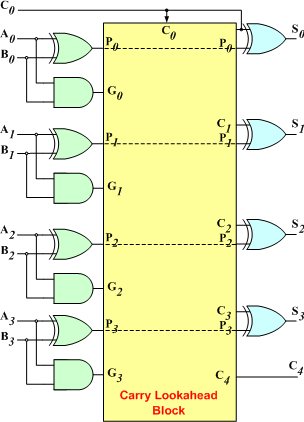 C0
C0
A0
B0
P0
P0
S0
G0
A1
B1
P1
C1
P1
S1
G1
A2
B2
P2
C2
P2
S2
G2
A3
B3
P3
C3
P3
S3
G3
C4
C4
Carry Lookahead
Block